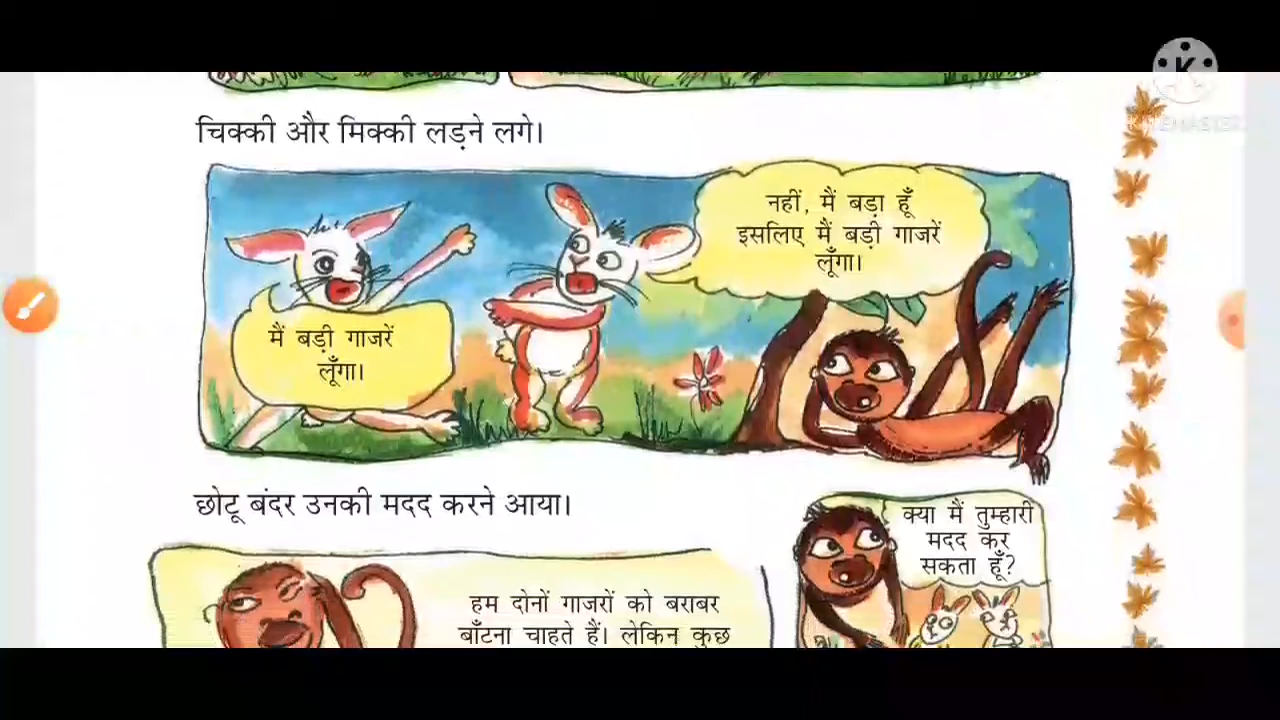 चिक्की और मिक्की लड़ने लगे।
मैं बड़ी गाजरें
लूँगा।
नहीं, मैं बड़ा हूँ
इसलिए मैं बड़ी गाजरें
लूँगा।
छोटू बंदर उनकी मदद करने आया।
हम दोनों गाजरों को बराबर
बाँटना चाहते हैं। लेकिन कुछ
क्या मैं तुम्हारी
मदद कर
सकता हूँ?
K
KINEMASTER